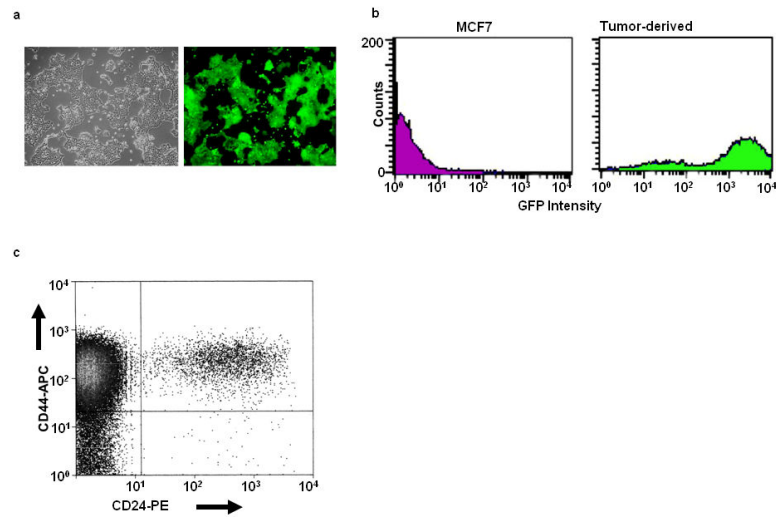 a
b
MCF7
Tumor-derived
200
100
0
Counts
10⁰ 10¹ 10² 10³ 10⁴
10⁰ 10¹ 10² 10³ 10⁴
GFP Intensity
c
10⁴
10³
10²
10¹
10⁰
CD44-APC
10¹ 10² 10³ 10⁴
CD24-PE